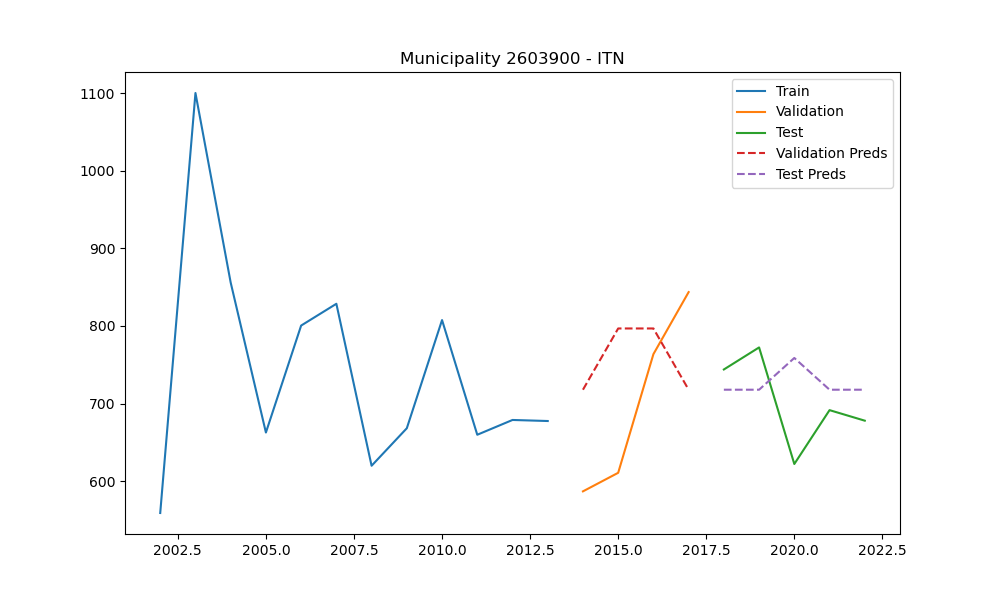 Municipality 2603900 - ITN
Train
Validation
Test
Validation Preds
Test Preds
1100
1000
900
800
700
600
2002.5 2005.0 2007.5 2010.0 2012.5 2015.0 2017.5 2020.0 2022.5